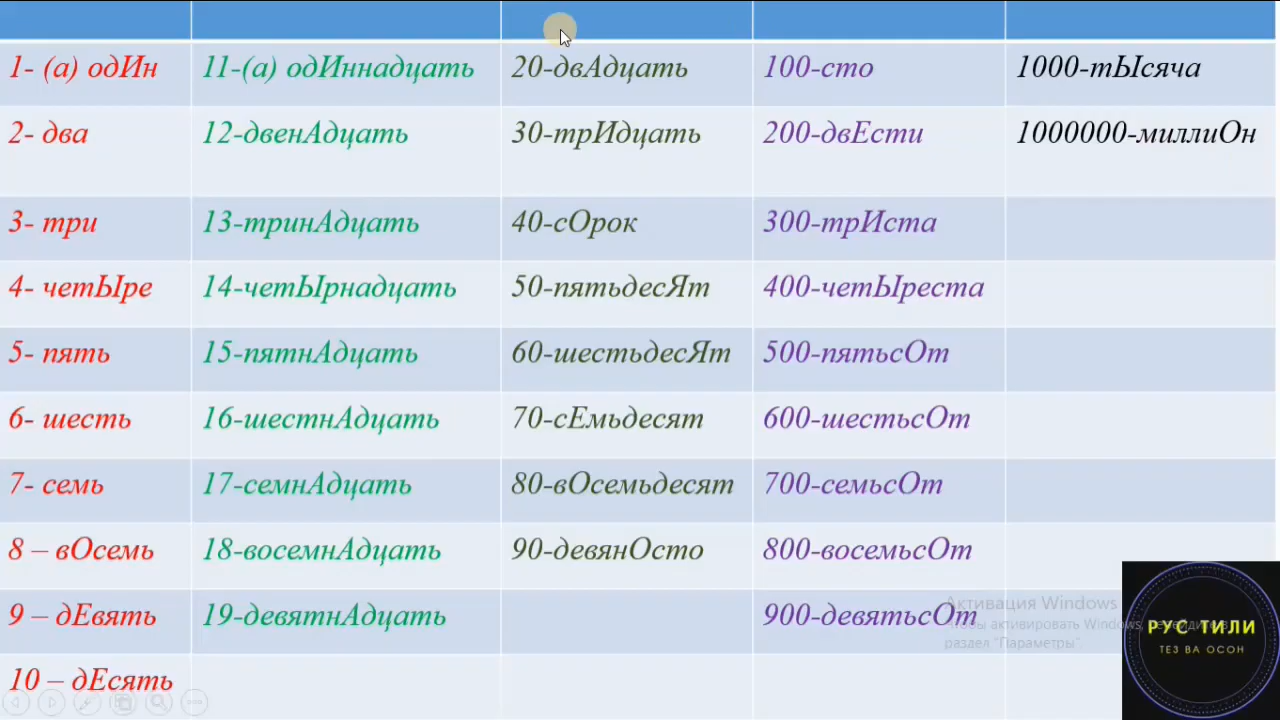 1- (а) одИн 11-(а) одИннадцать 20-двАдцать 100-сто 1000-тЫсяча
2- два 12-двенАдцать 30-трИдцать 200-двЕсти 1000000-миллиОн
3- три 13-тринАдцать 40-сОрок 300-трИста
4- четЫре 14-четЫрнадцать 50-пятьдесЯт 400-четЫреста
5- пять 15-пятнАдцать 60-шестьдесЯт 500-пятьсОт
6- шесть 16-шестнАдцать 70-сЕмьдесят 600-шестьсОт
7- семь 17-семнАдцать 80-вОсемьдесят 700-семьсОт
8 – вОсемь 18-восемнАдцать 90-девянОсто 800-восемьсОт
9 – дЕвять 19-девятнАдцать 900-девятьсОт
10 – дЕсять
Активация Windows
Чтобы активировать Windows,
раздел "Параметры"
РУС ТИЛИ
ТЕЗ ВА ОСОН